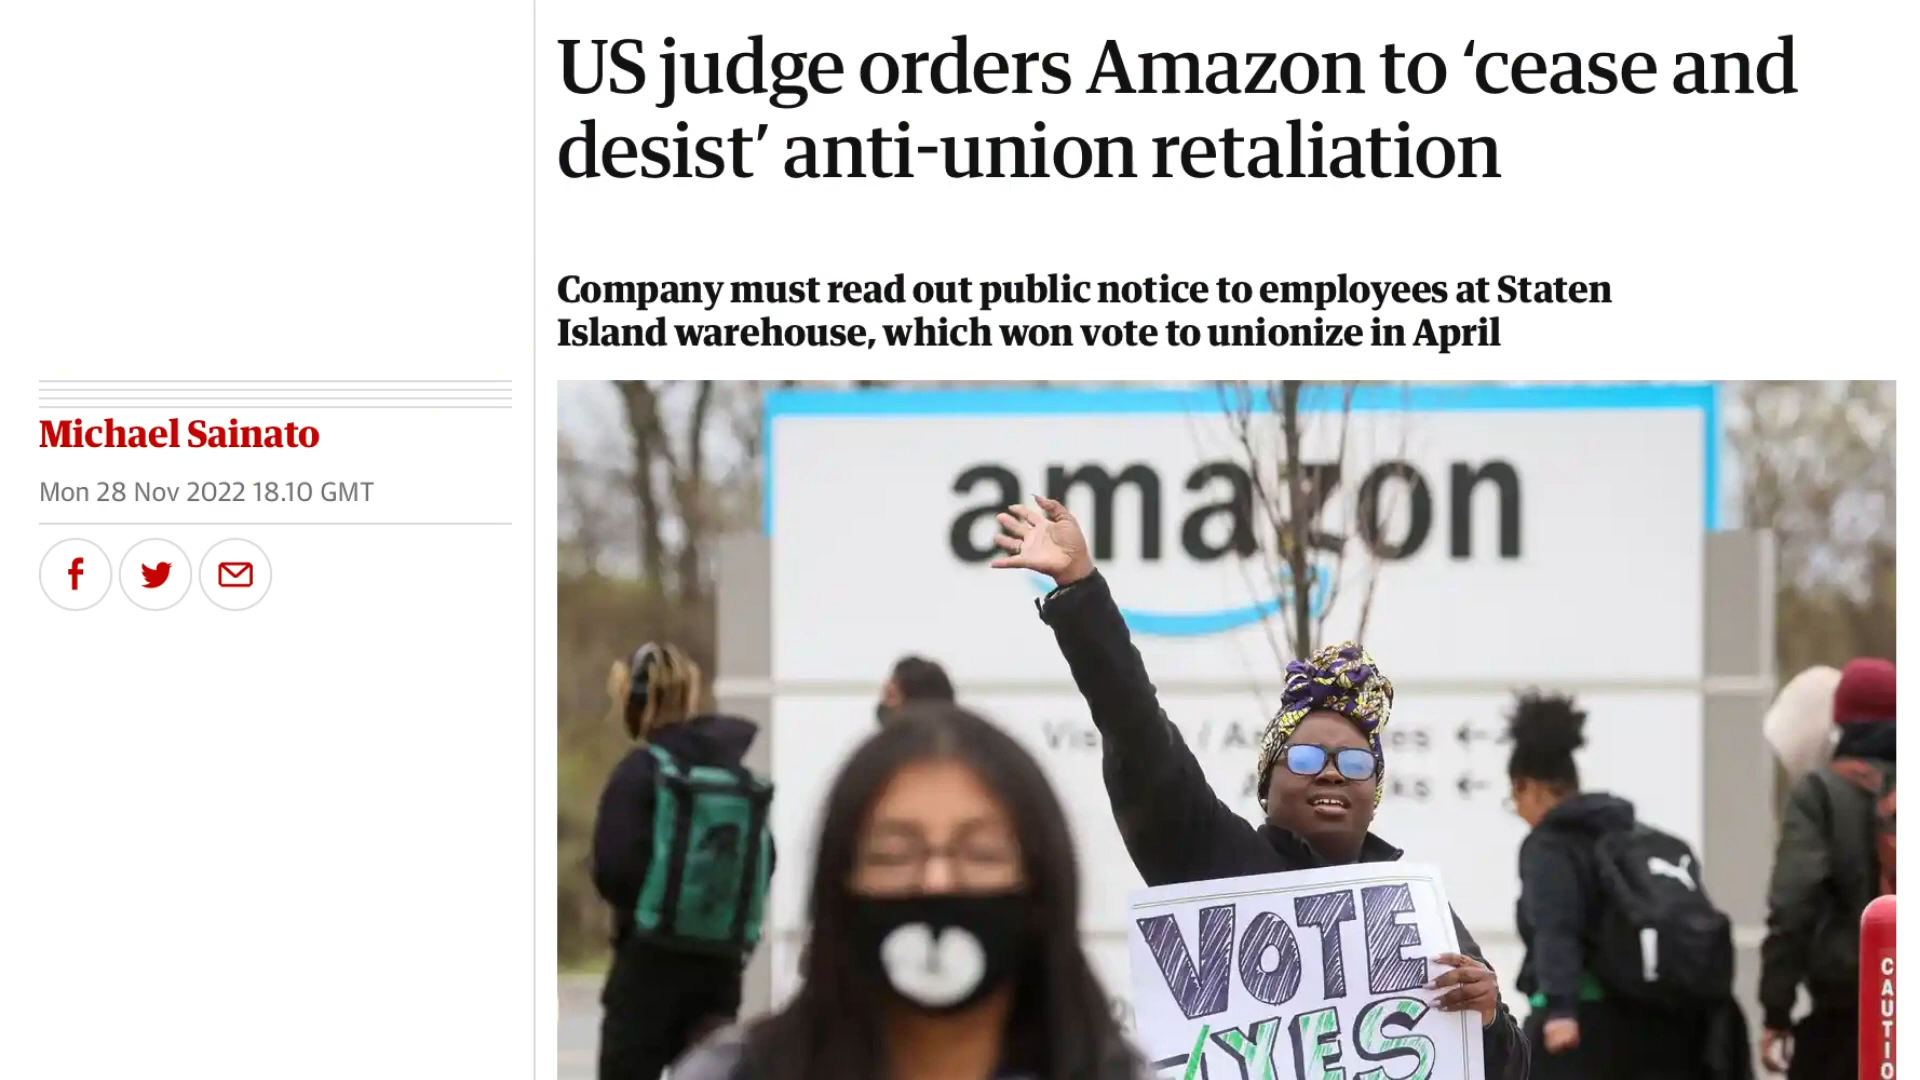 US judge orders Amazon to ‘cease and
desist’ anti-union retaliation
Company must read out public notice to employees at Staten
Island warehouse, which won vote to unionize in April
Michael Sainato
Mon 28 Nov 2022 18.10 GMT
amazon
VOTE
YES
CAUTIO